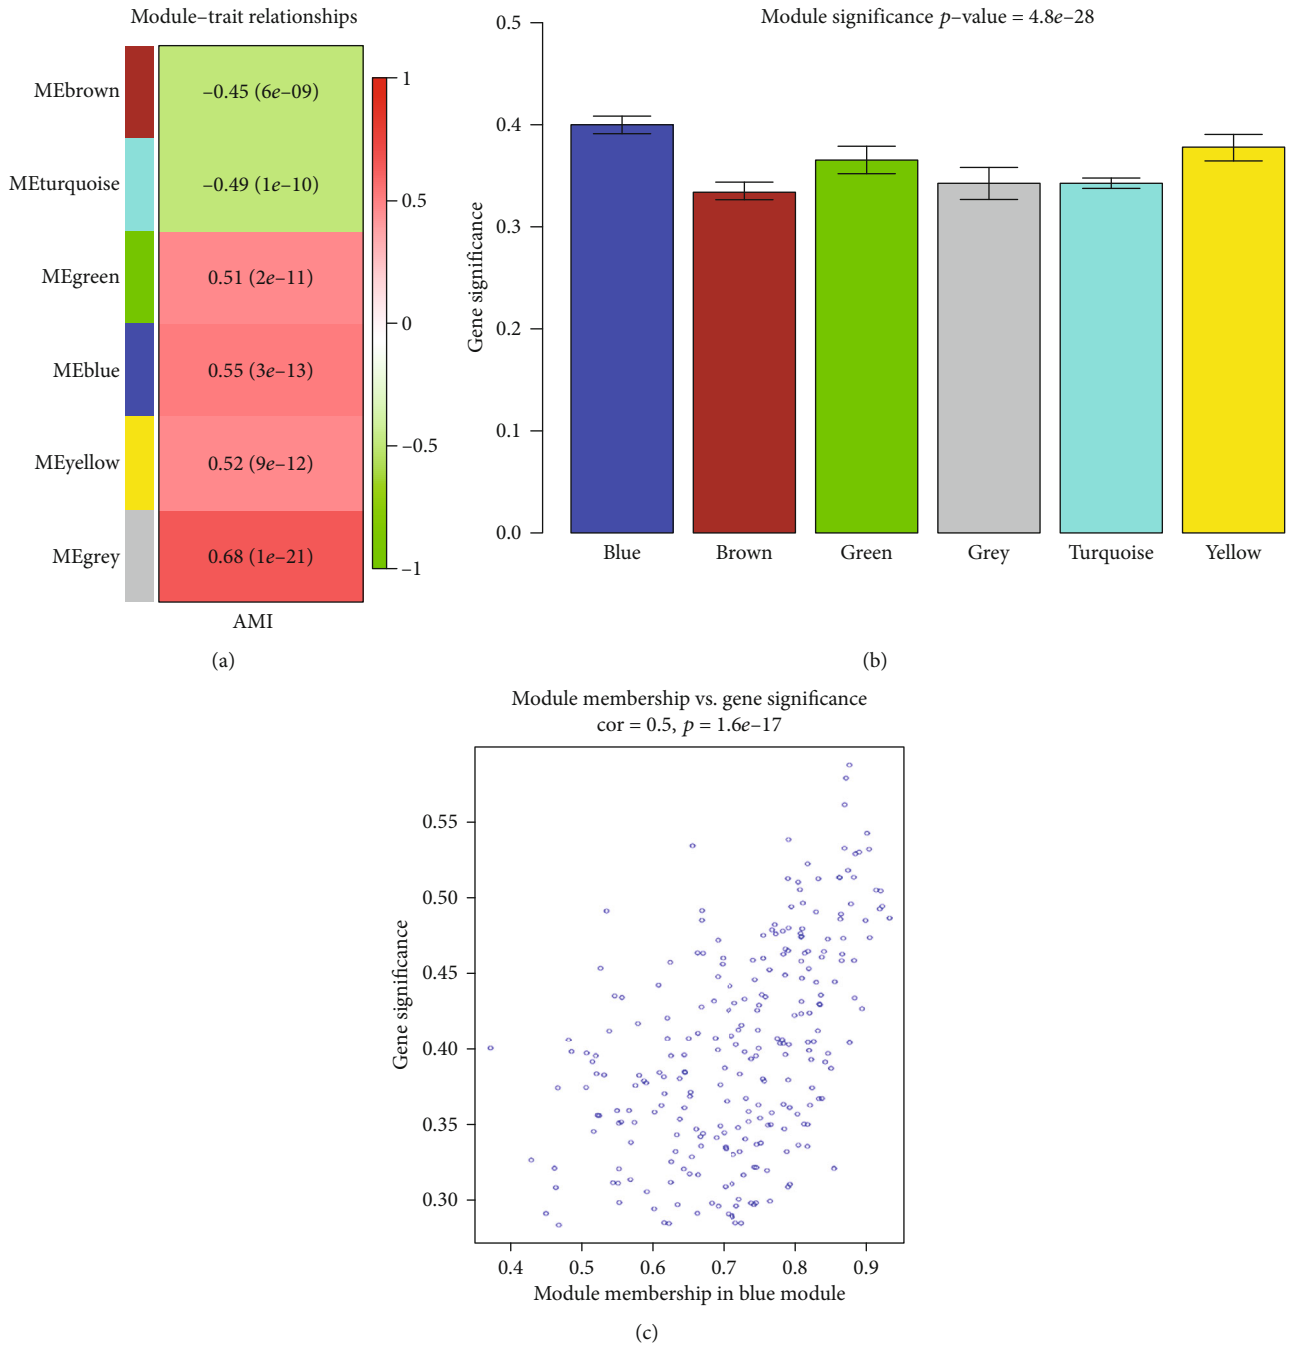 Module–trait relationships
MEbrown
MEturquoise
MEgreen
MEblue
MEyellow
MEgrey
–0.45 (6e–09)
–0.49 (1e–10)
0.51 (2e–11)
0.55 (3e–13)
0.52 (9e–12)
0.68 (1e–21)
1
0.5
0
–0.5
–1
AMI
(a)
Module significance p–value = 4.8e–28
Gene significance
0.5
0.4
0.3
0.2
0.1
0.0
Blue
Brown
Green
Grey
Turquoise
Yellow
(b)
Module membership vs. gene significance
cor = 0.5, p = 1.6e–17
Gene significance
0.55
0.50
0.45
0.40
0.35
0.30
0.4
0.5
0.6
0.7
0.8
0.9
Module membership in blue module
(c)